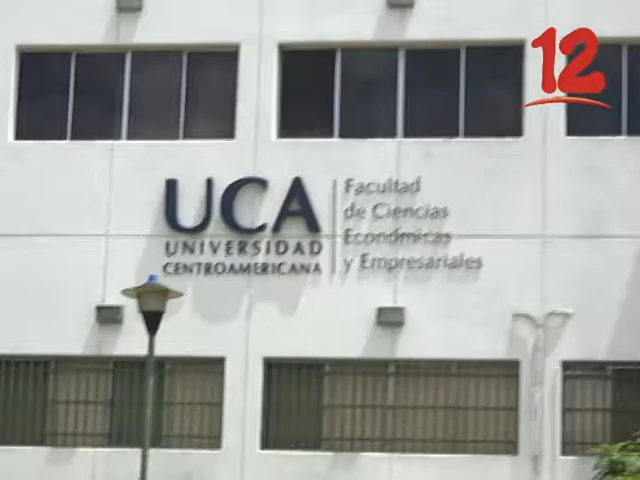 12
UCA
UNIVERSIDAD
CENTROAMERICANA
Facultad
de Ciencias
Económicas
y Empresariales